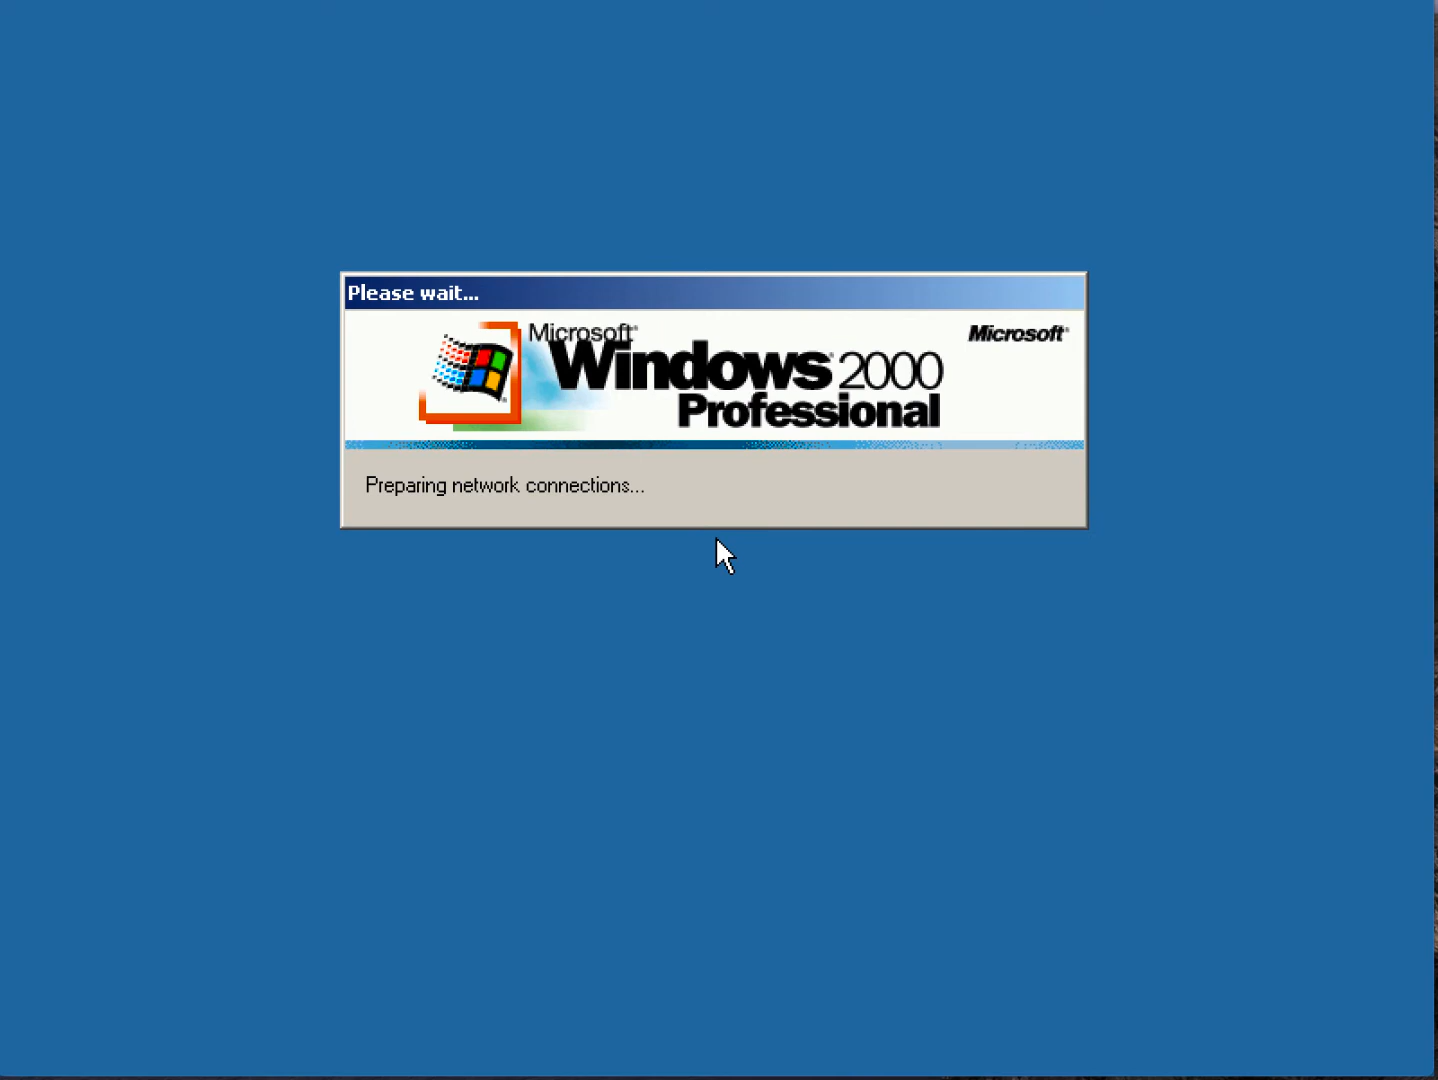 Please wait...
Microsoft®
Microsoft®
Windows® 2000
Professional
Preparing network connections...